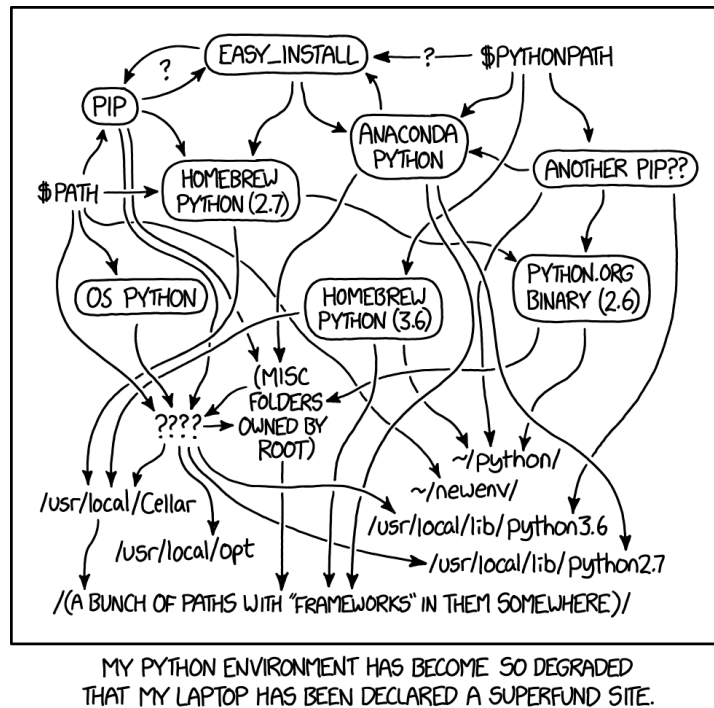 EASY_INSTALL
?
$PYTHONPATH
?
PIP
ANACONDA
PYTHON
ANOTHER PIP??
HOMEBREW
PYTHON (2.7)
$PATH
OS PYTHON
HOMEBREW
PYTHON (3.6)
PYTHON.ORG
BINARY (2.6)
(MISC
FOLDERS
OWNED BY
ROOT)
????
~/python/
~/newenv/
/usr/local/Cellar
/usr/local/lib/python3.6
/usr/local/opt
/usr/local/lib/python2.7
/(A BUNCH OF PATHS WITH "FRAMEWORKS" IN THEM SOMEWHERE)/
MY PYTHON ENVIRONMENT HAS BECOME SO DEGRADED
THAT MY LAPTOP HAS BEEN DECLARED A SUPERFUND SITE.